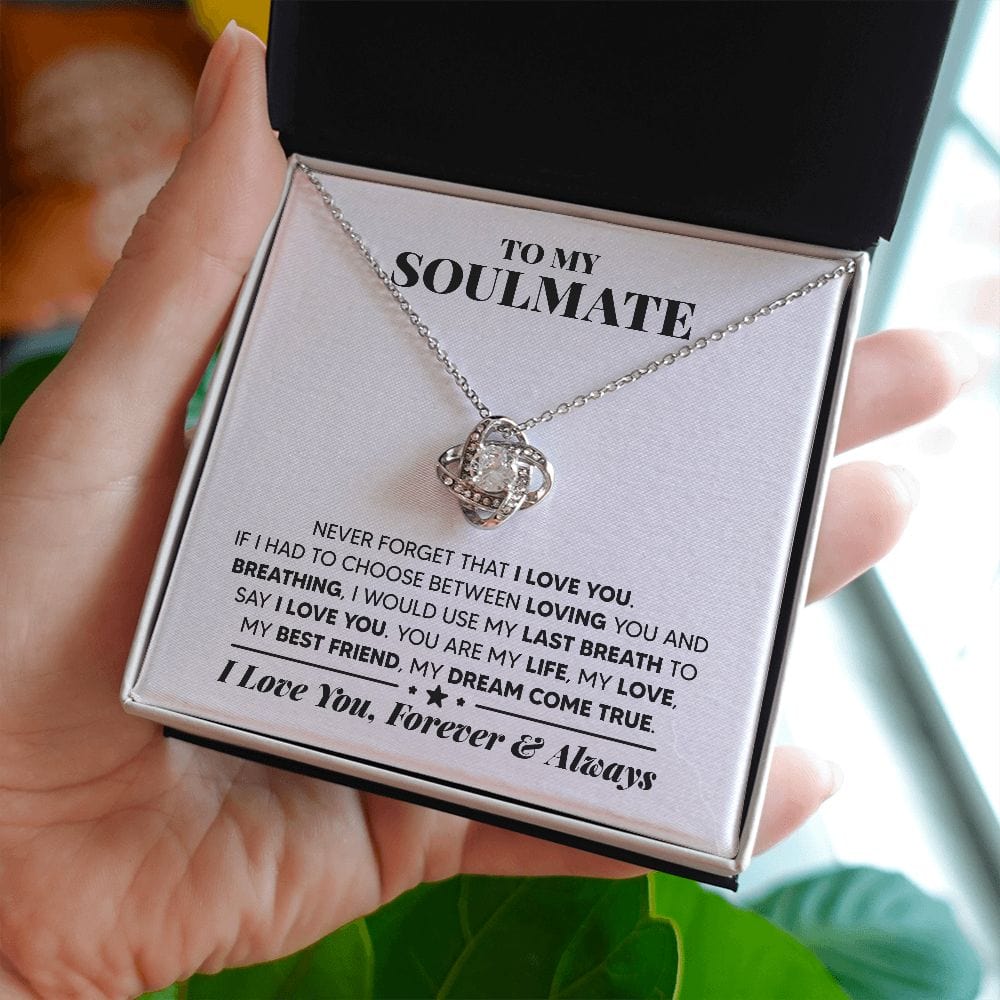 TO MY
SOULMATE
NEVER FORGET THAT I LOVE YOU.
IF I HAD TO CHOOSE BETWEEN LOVING YOU AND
BREATHING, I WOULD USE MY LAST BREATH TO
SAY I LOVE YOU. YOU ARE MY LIFE, MY LOVE,
MY BEST FRIEND, MY DREAM COME TRUE.
I Love You, Forever & Always